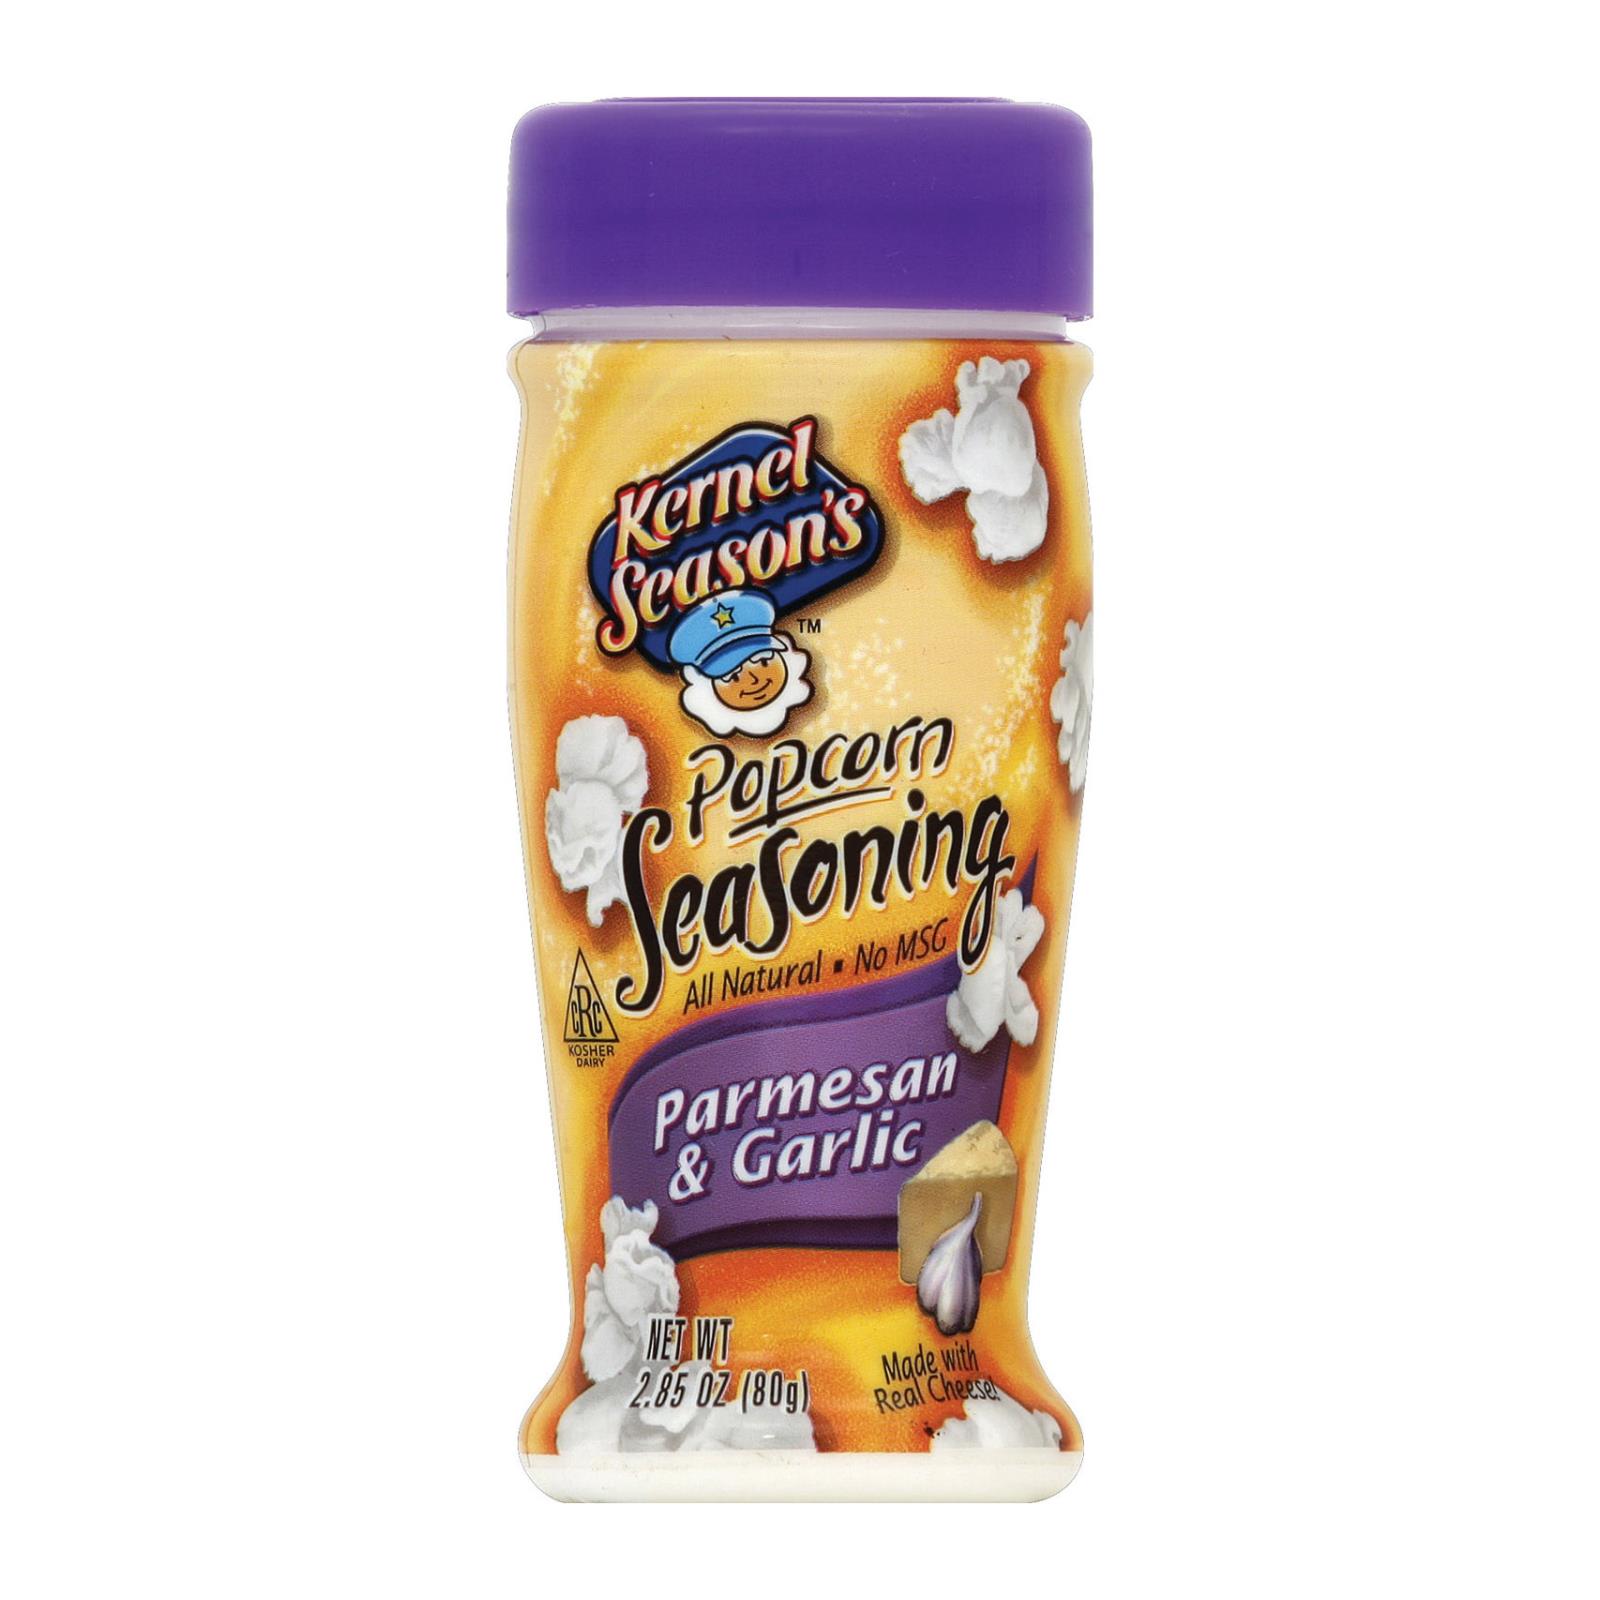 Kernel
Season's
TM
Popcorn
Seasoning
All Natural ▪ No MSG
cRc
KOSHER
DAIRY
Parmesan
& Garlic
NET WT
2.85 OZ (80g)
Made with
Real Cheese!